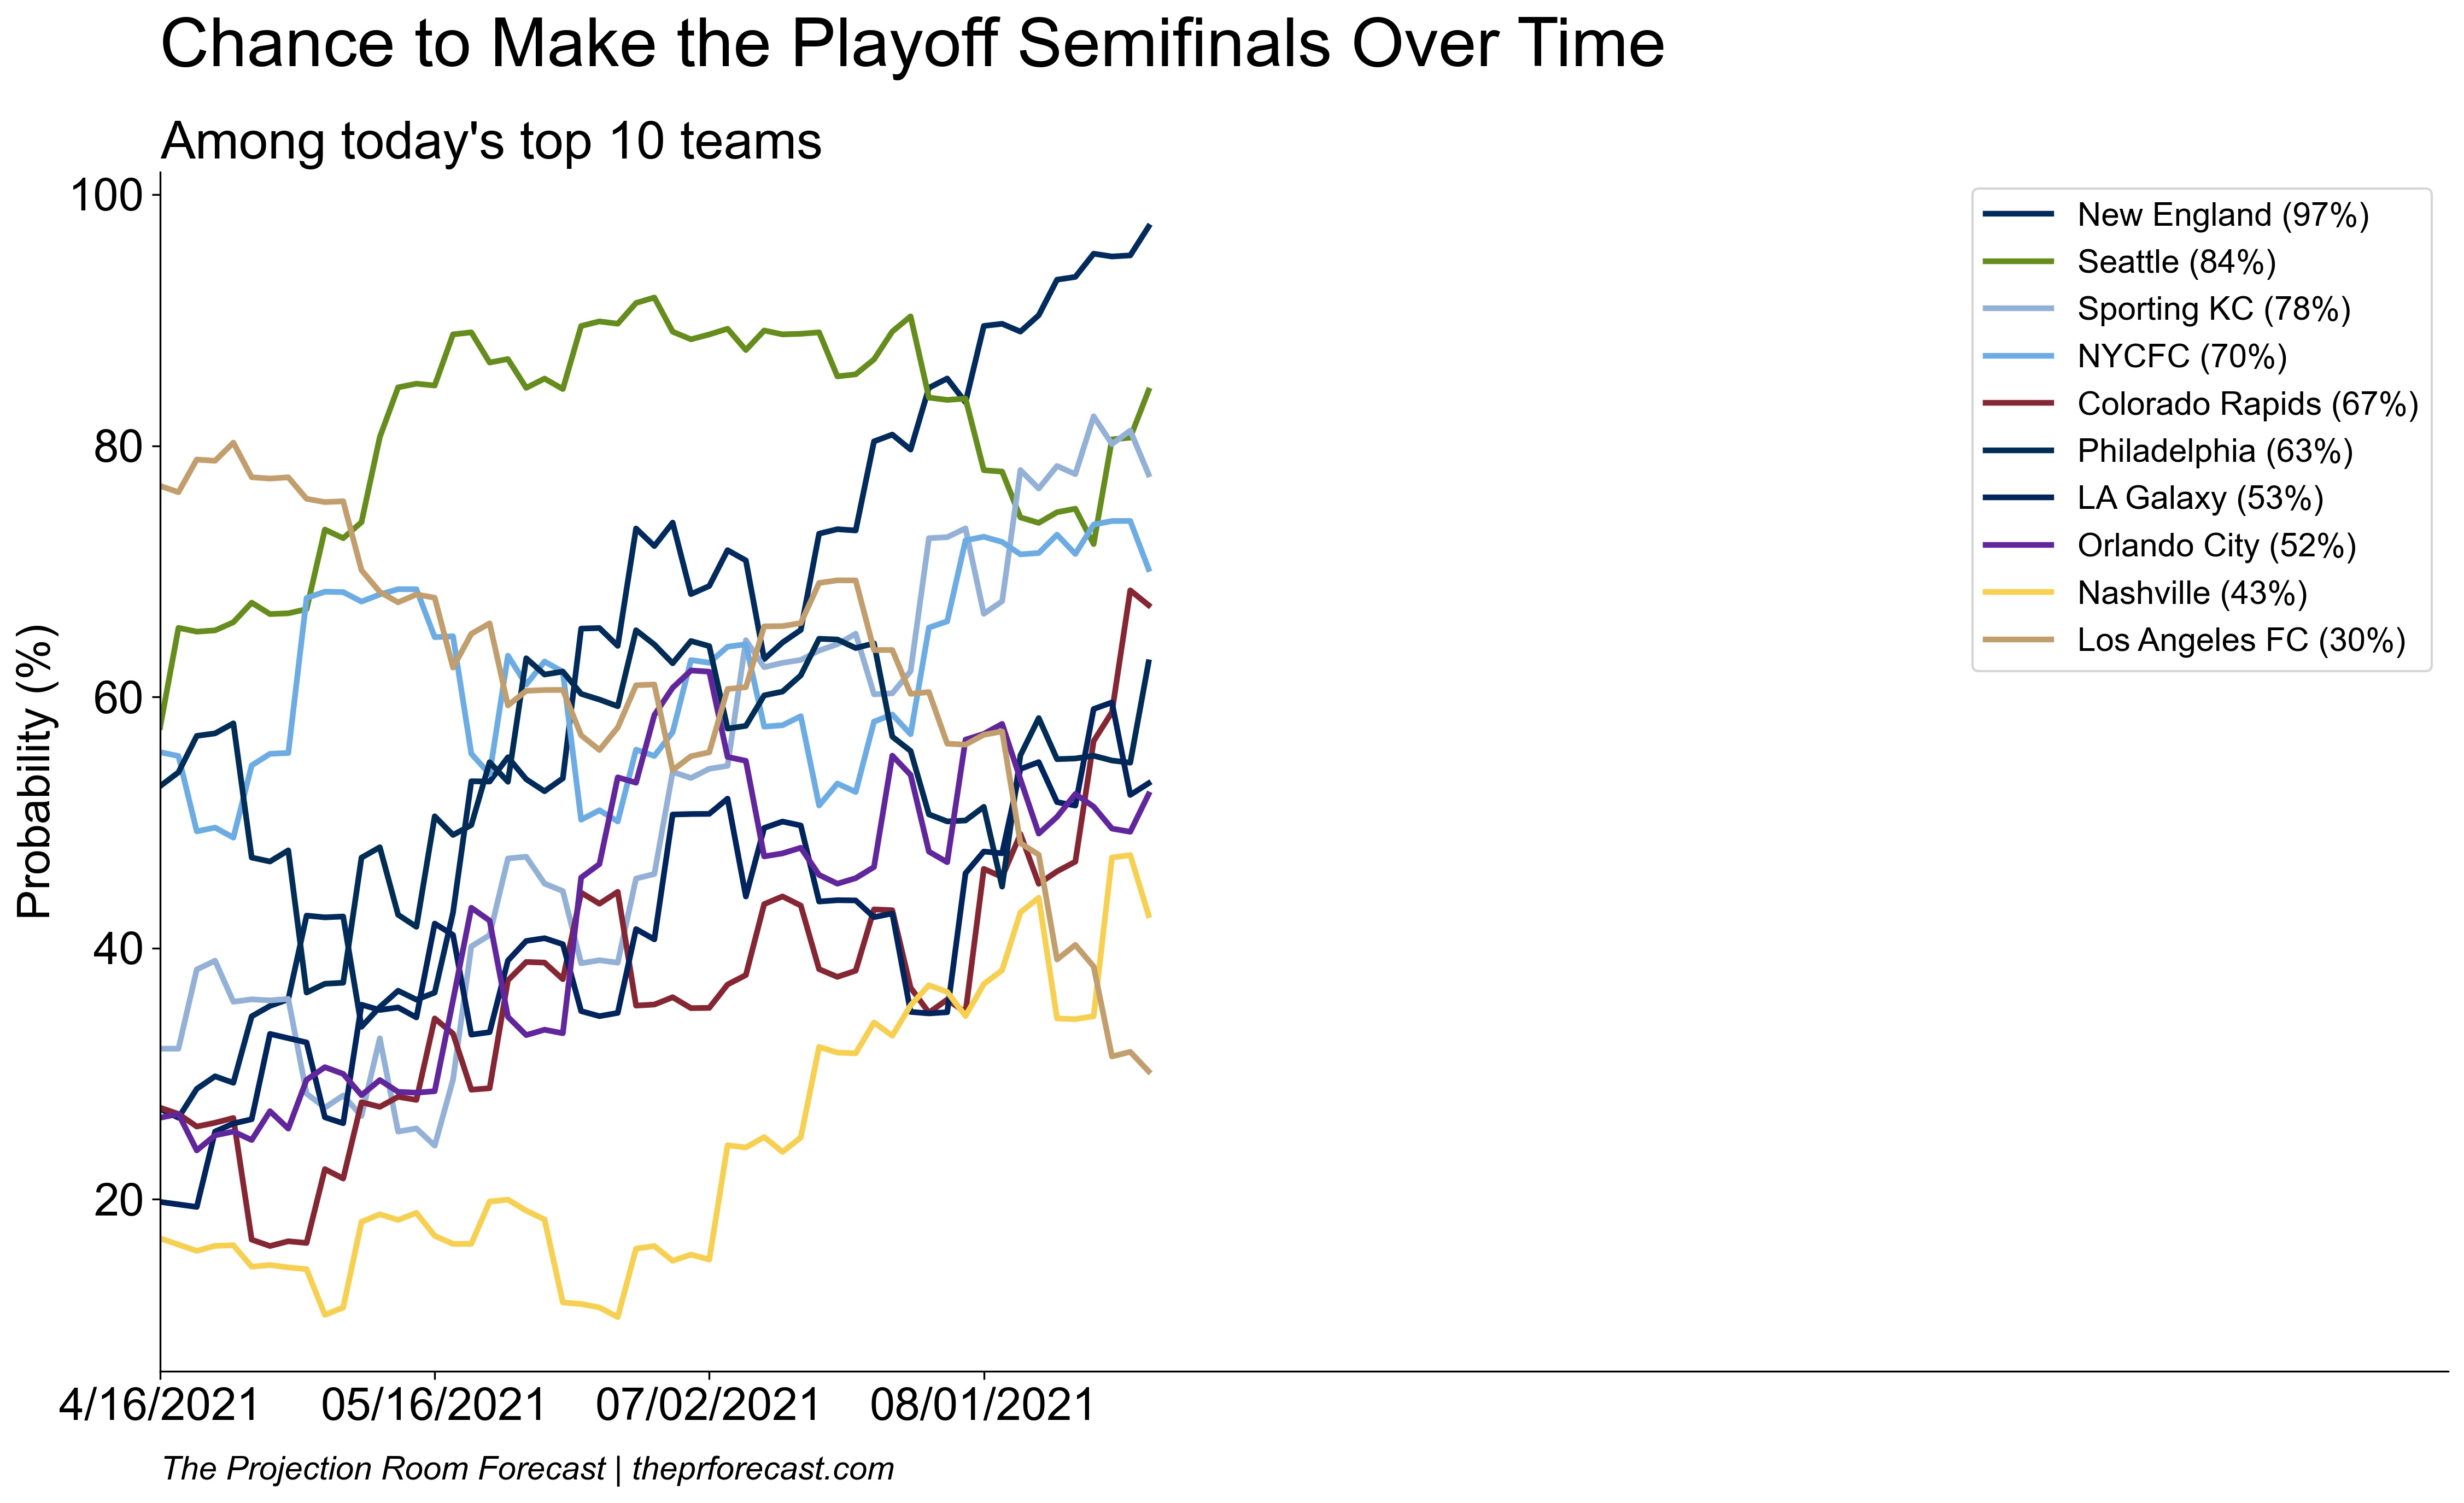 Chance to Make the Playoff Semifinals Over Time
Among today's top 10 teams
100
80
60
40
20
Probability (%)
New England (97%)
Seattle (84%)
Sporting KC (78%)
NYCFC (70%)
Colorado Rapids (67%)
Philadelphia (63%)
LA Galaxy (53%)
Orlando City (52%)
Nashville (43%)
Los Angeles FC (30%)
4/16/2021 05/16/2021 07/02/2021 08/01/2021
The Projection Room Forecast | theprforecast.com